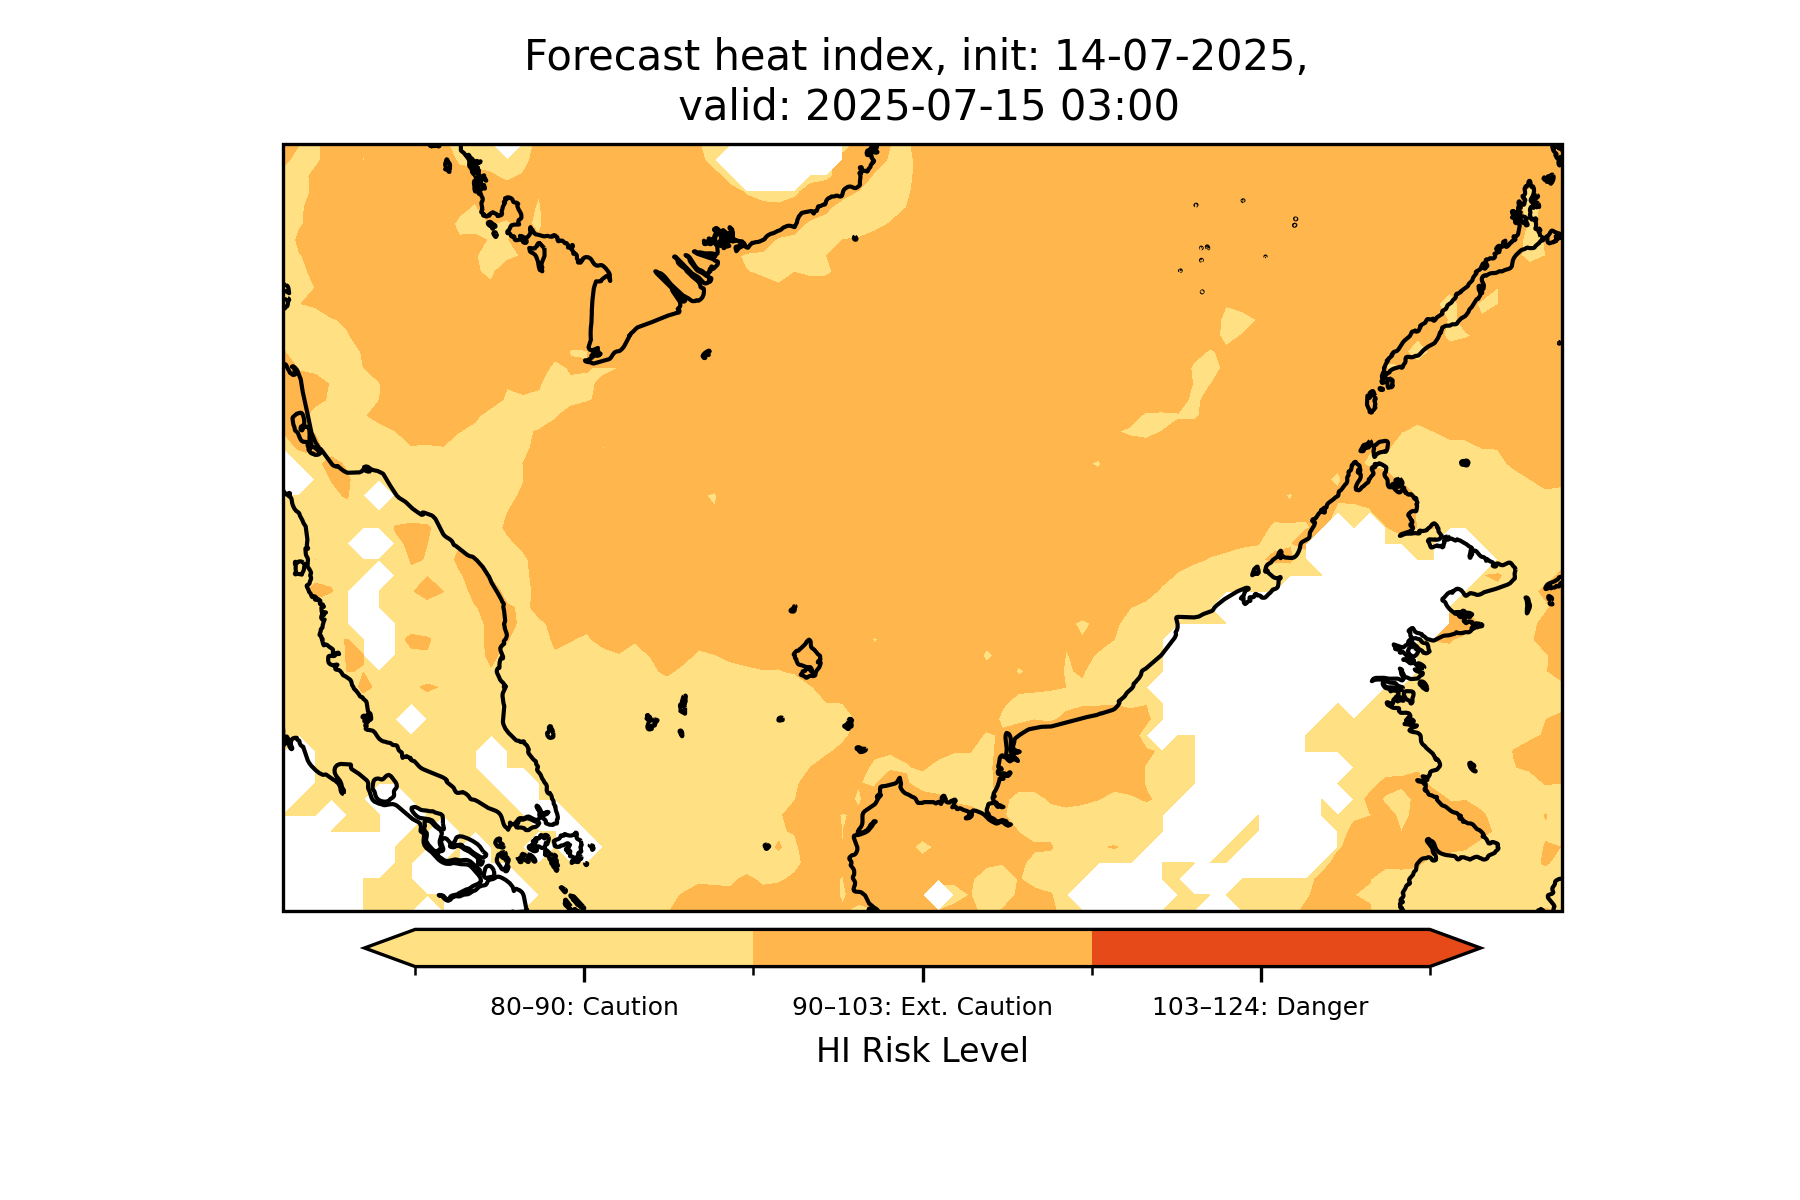 Forecast heat index, init: 14-07-2025,
valid: 2025-07-15 03:00
80–90: Caution
90–103: Ext. Caution
103–124: Danger
HI Risk Level